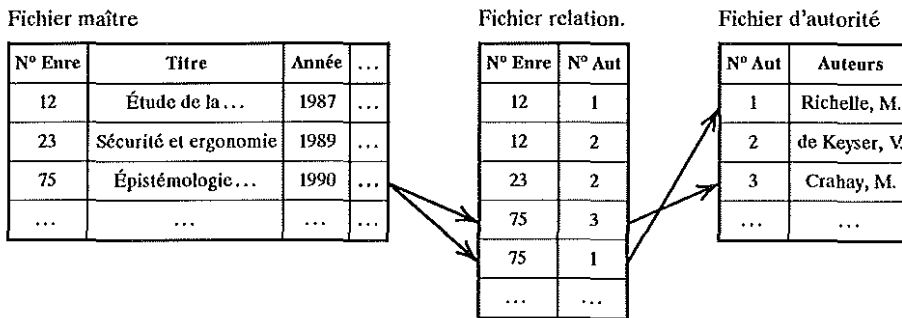 Fichier maître
N° Enre Titre Année ...
12 Étude de la... 1987 ...
23 Sécurité et ergonomie 1989 ...
75 Épistémologie... 1990 ...
... ... ... ...
Fichier relation.
N° Enre N° Aut
12 1
12 2
23 2
75 3
75 1
... ...
Fichier d'autorité
N° Aut Auteurs
1 Richelle, M.
2 de Keyser, V.
3 Crahay, M.
... ...